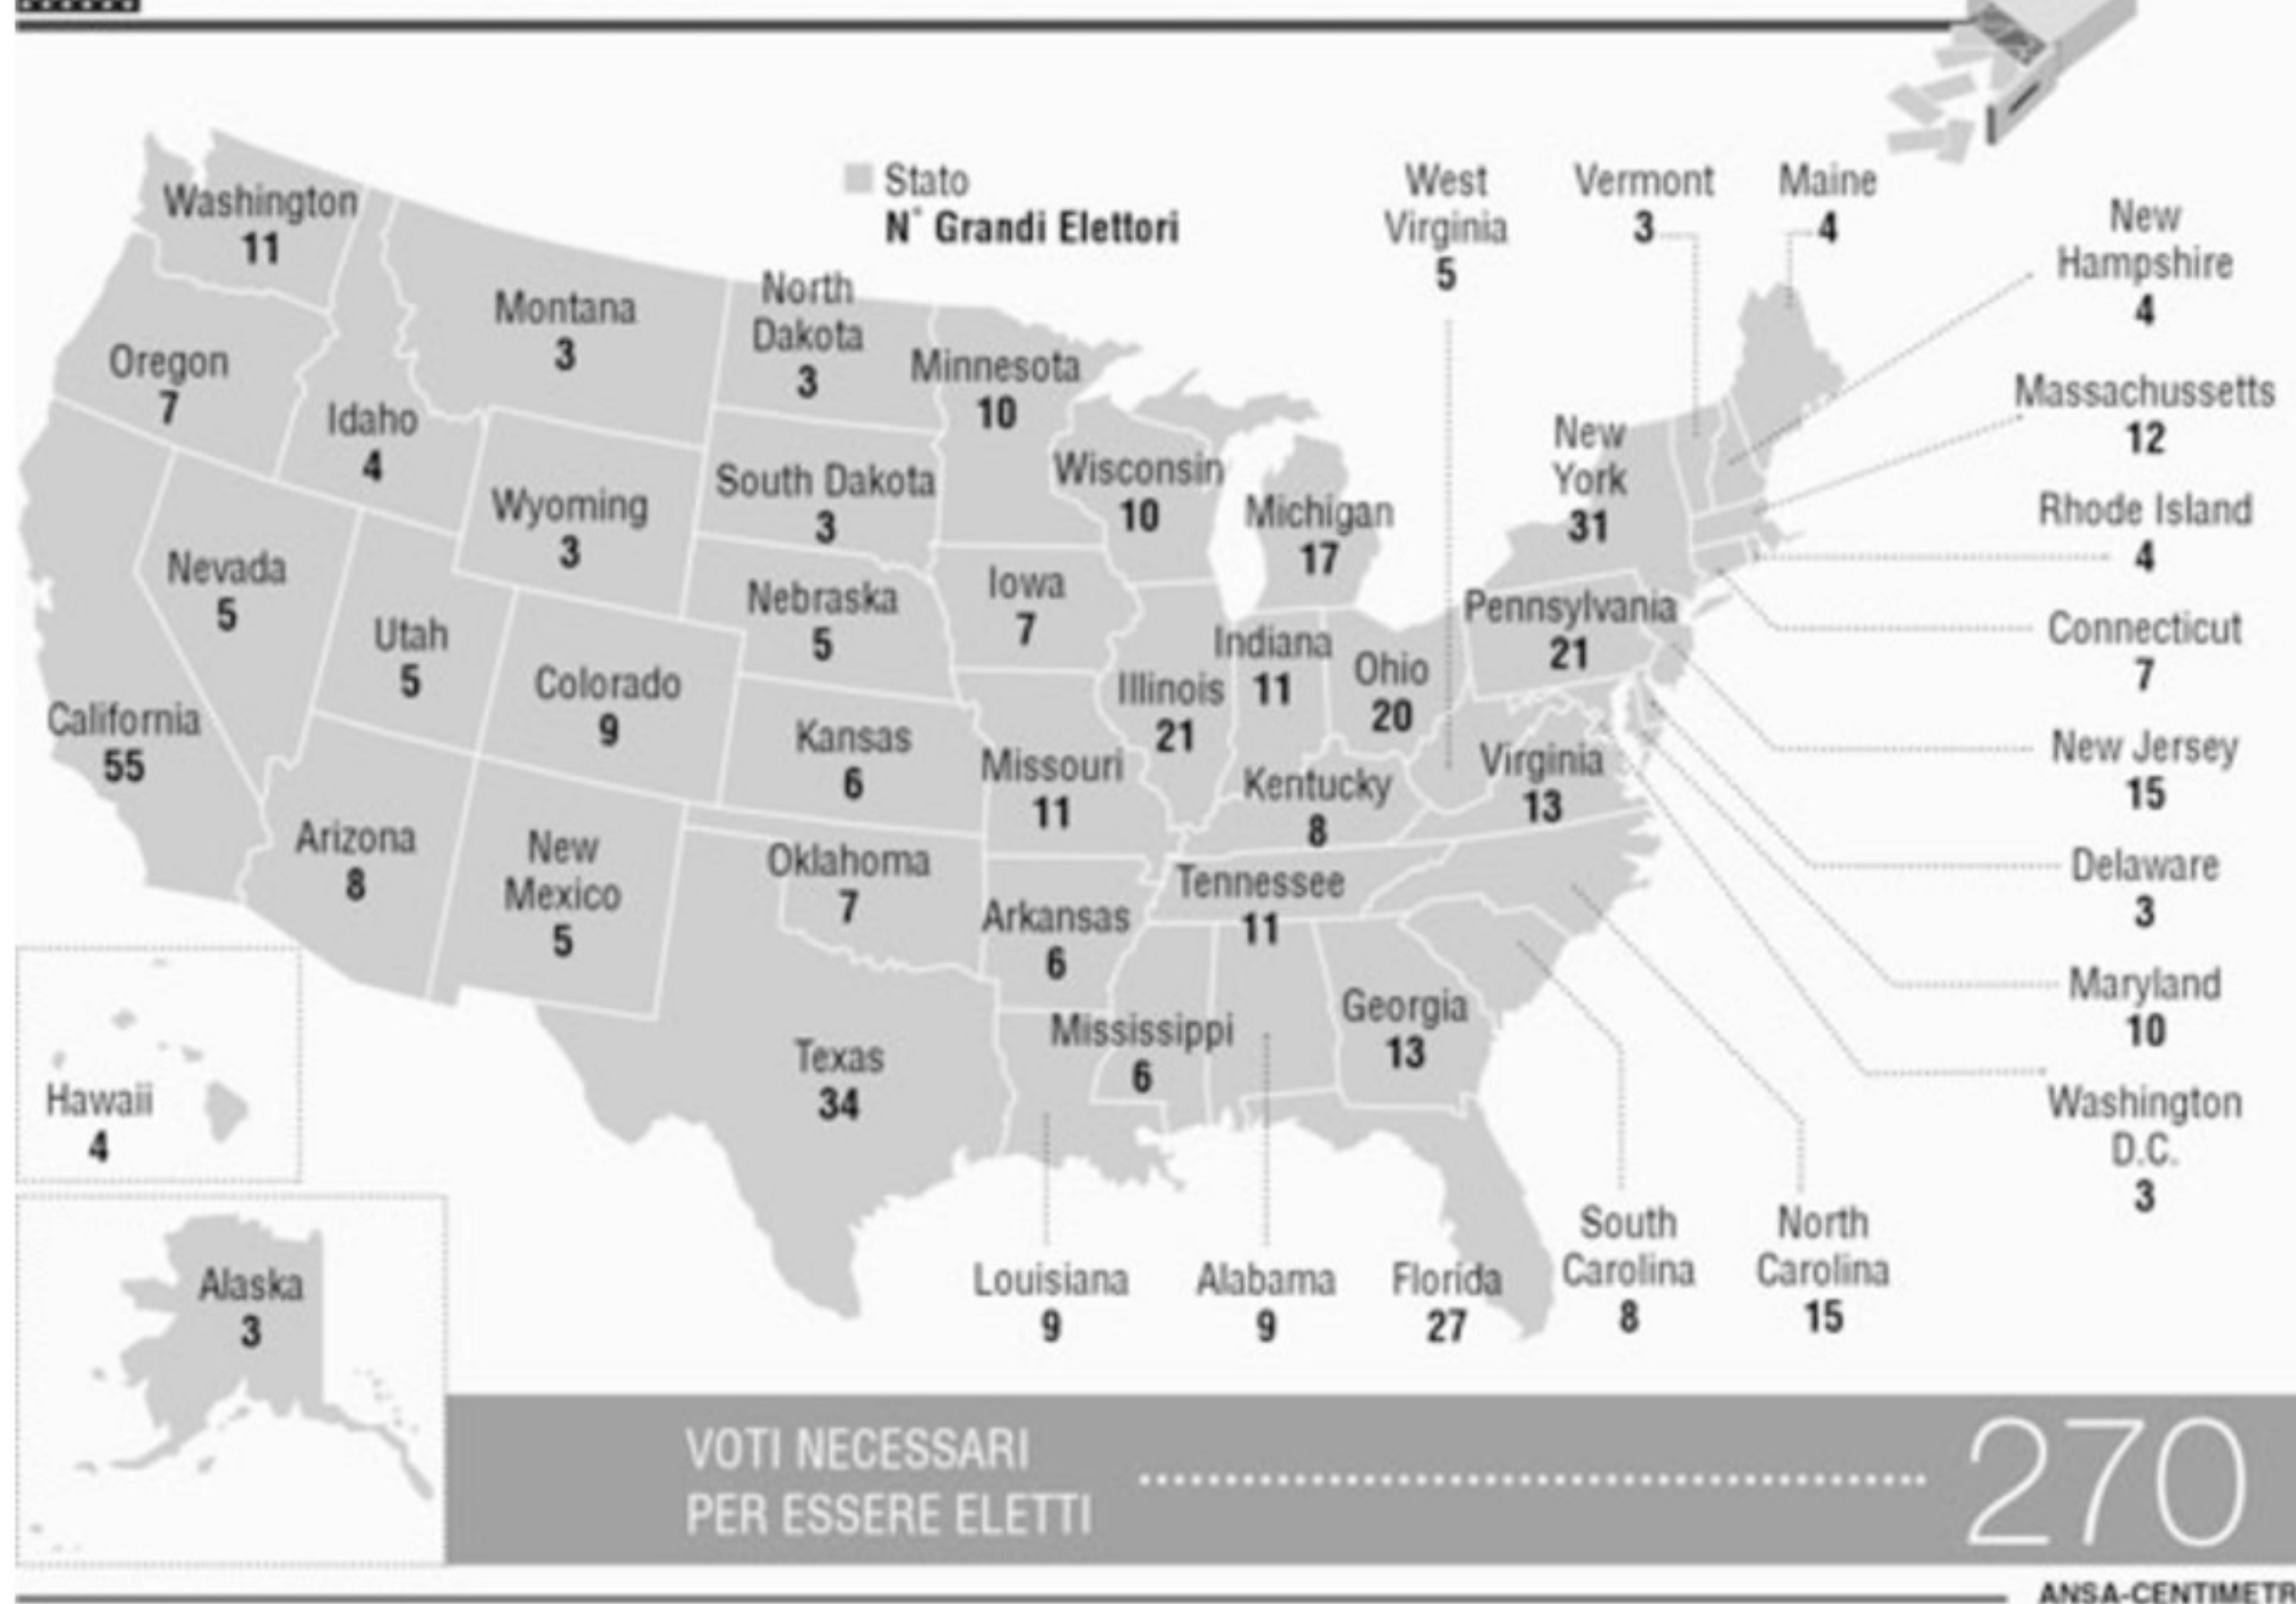 Stato
N° Grandi Elettori
Washington
11
Oregon
7
Idaho
4
Montana
3
North
Dakota
3
Minnesota
10
South Dakota
3
Wyoming
3
Wisconsin
10
Michigan
17
Nevada
5
Utah
5
Colorado
9
Nebraska
5
Iowa
7
Illinois
21
Indiana
11
Ohio
20
Pennsylvania
21
New
York
31
West
Virginia
5
Vermont
3
Maine
4
New
Hampshire
4
Massachussetts
12
Rhode Island
4
Connecticut
7
New Jersey
15
Delaware
3
Maryland
10
Washington
D.C.
3
California
55
Arizona
8
New
Mexico
5
Kansas
6
Missouri
11
Kentucky
8
Virginia
13
Oklahoma
7
Arkansas
6
Tennessee
11
Texas
34
Mississippi
6
Georgia
13
Hawaii
4
Alaska
3
Louisiana
9
Alabama
9
Florida
27
South
Carolina
8
North
Carolina
15
VOTI NECESSARI
PER ESSERE ELETTI
270
ANSA-CENTIMETR